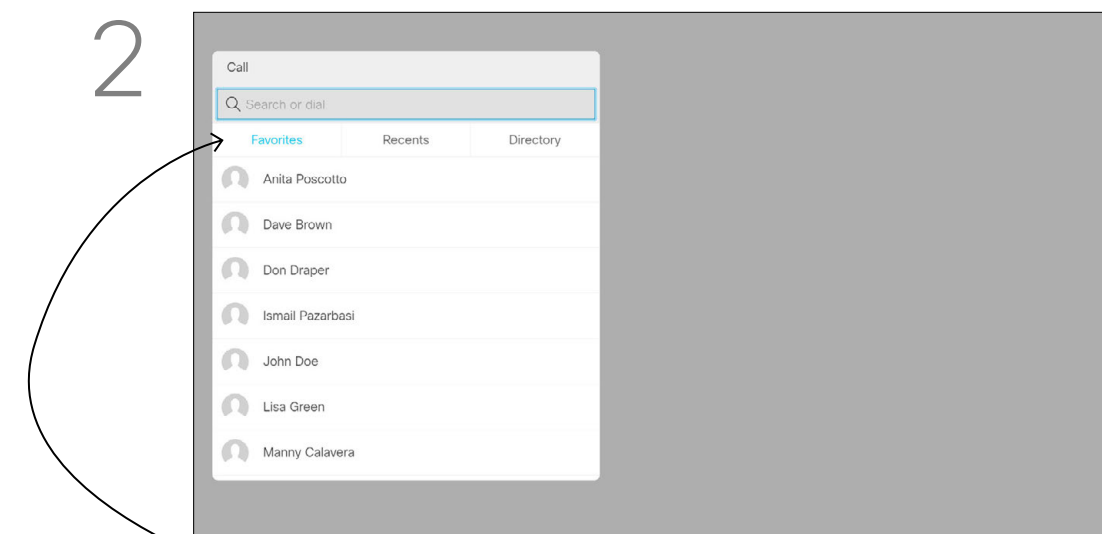 2
Call
Search or dial
Favorites Recents Directory
Anita Poscotto
Dave Brown
Don Draper
Ismail Pazarbasi
John Doe
Lisa Green
Manny Calavera